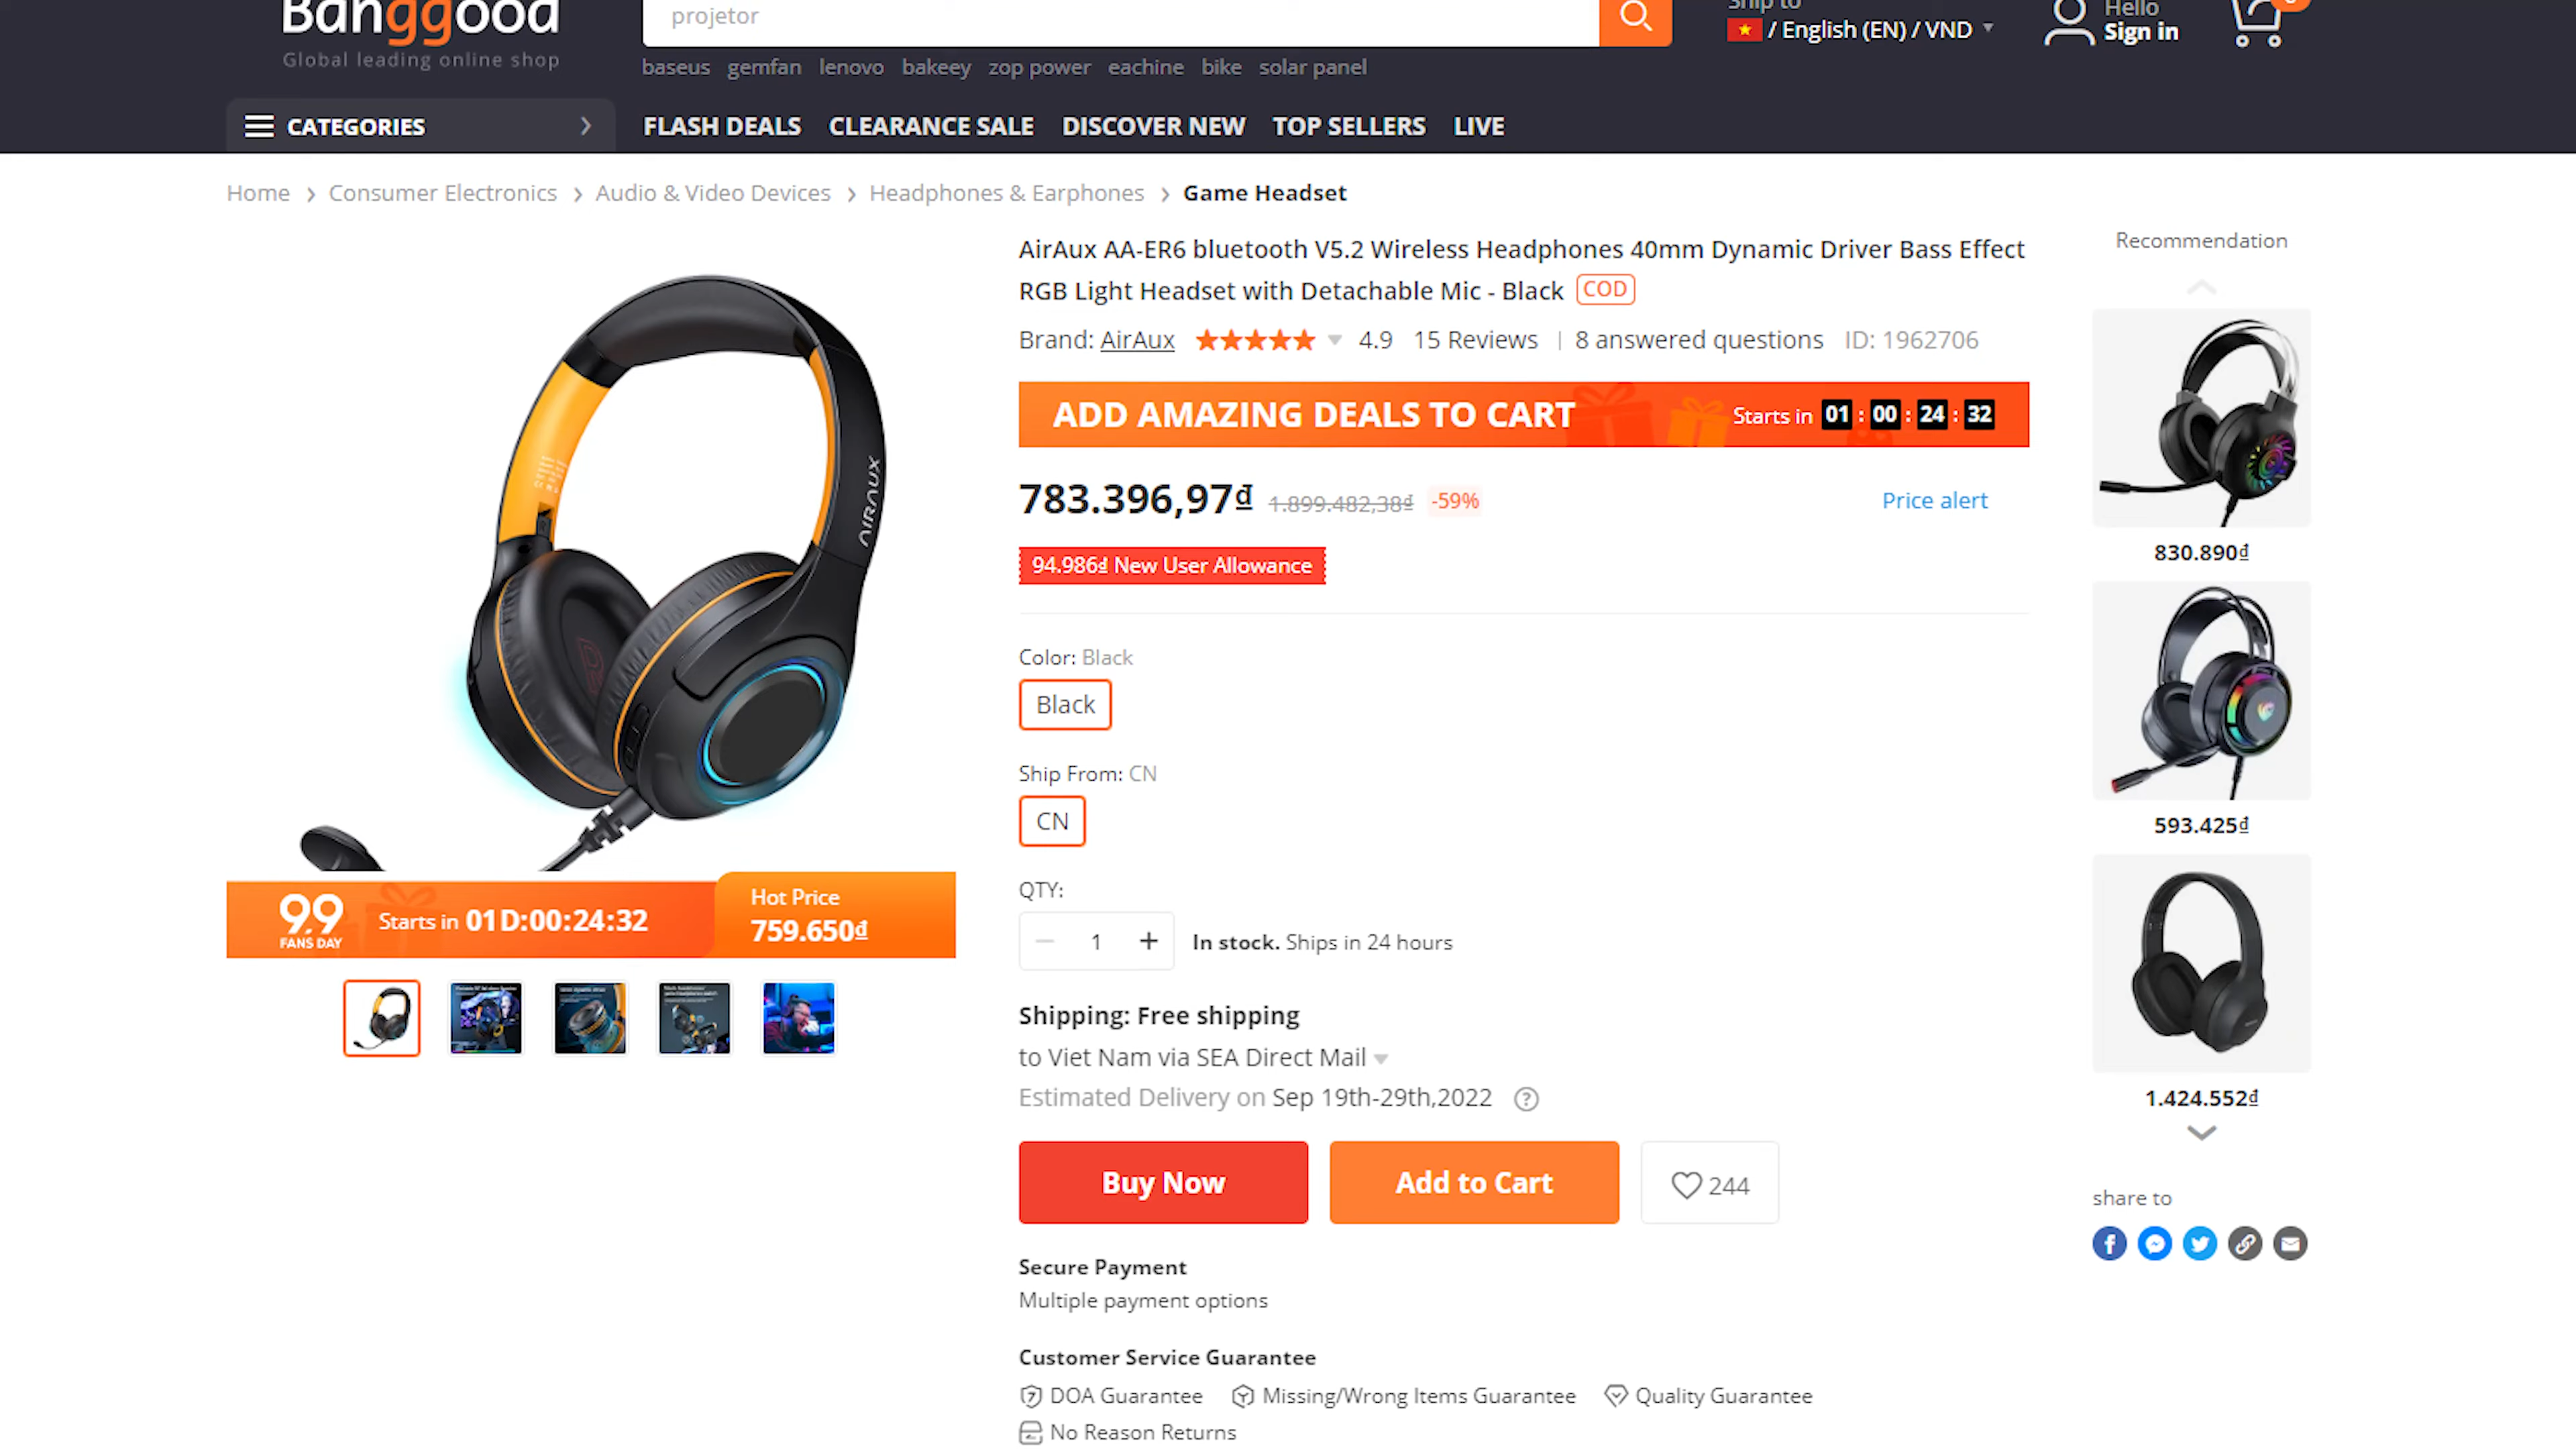 Banggood
Global leading online shop
projetor
Ship to
/ English (EN) / VND
Hello
Sign in
baseus gemfan lenovo bakeey zop power eachine bike solar panel
CATEGORIES
FLASH DEALS CLEARANCE SALE DISCOVER NEW TOP SELLERS LIVE
Home > Consumer Electronics > Audio & Video Devices > Headphones & Earphones > Game Headset
AirAux AA-ER6 bluetooth V5.2 Wireless Headphones 40mm Dynamic Driver Bass Effect
RGB Light Headset with Detachable Mic - Black COD
Brand: AirAux 4.9 15 Reviews | 8 answered questions ID: 1962706
ADD AMAZING DEALS TO CART Starts in 01 : 00 : 24 : 32
783.396,97₫ 1.899.482,38₫ -59% Price alert
94.986₫ New User Allowance
Color: Black
Black
Ship From: CN
CN
QTY:
1 + In stock. Ships in 24 hours
Shipping: Free shipping
to Viet Nam via SEA Direct Mail
Estimated Delivery on Sep 19th-29th,2022 ?
Buy Now Add to Cart 244
Secure Payment
Multiple payment options
Customer Service Guarantee
DOA Guarantee Missing/Wrong Items Guarantee Quality Guarantee
No Reason Returns
AIRAUX
9.9
FANS DAY
Starts in 01D:00:24:32
Hot Price
759.650₫
Recommendation
830.890₫
593.425₫
1.424.552₫
share to